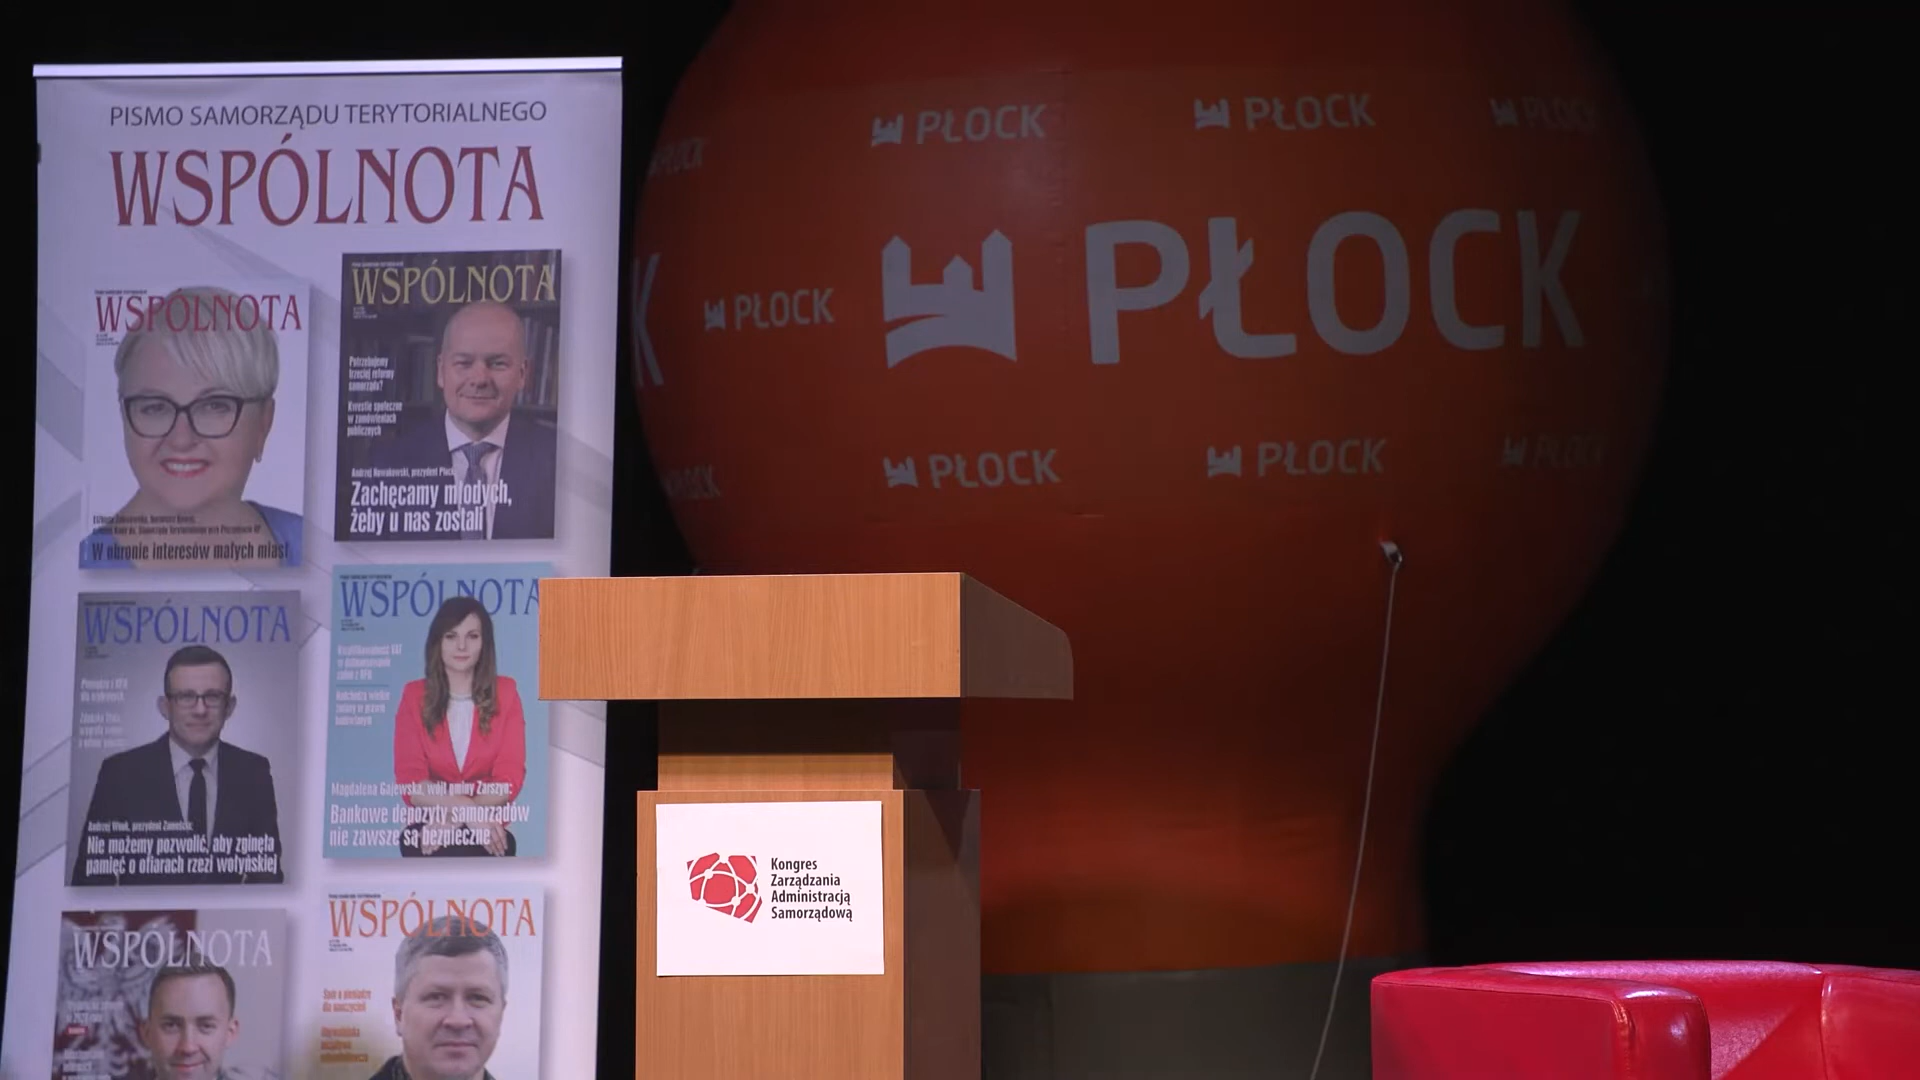 PISMO SAMORZĄDU TERYTORIALNEGO
WSPÓLNOTA
WSPÓLNOTA
W obronie interesów małych miast
WSPÓLNOTA
Potrzebujemy
trzeciej reformy
samorządu?
Kwestie społeczne
w zamówieniach
publicznych
Andrzej Nowakowski, prezydent Płocka
Zachęcamy młodych,
żeby u nas zostali
WSPÓLNOTA
Andrzej Wnuk, prezydent Zamościa:
Nie możemy pozwolić, aby zginęła
pamięć o ofiarach rzezi wołyńskiej
WSPÓLNOTA
Magdalena Gajewska, wójt gminy Zarszyn:
Bankowe depozyty samorządów
nie zawsze są bezpieczne
WSPÓLNOTA
WSPÓLNOTA
PŁOCK
PŁOCK
PŁOCK
K
PŁOCK
PŁOCK
PŁOCK
PŁOCK
PŁOCK
Kongres
Zarządzania
Administracją
Samorządową